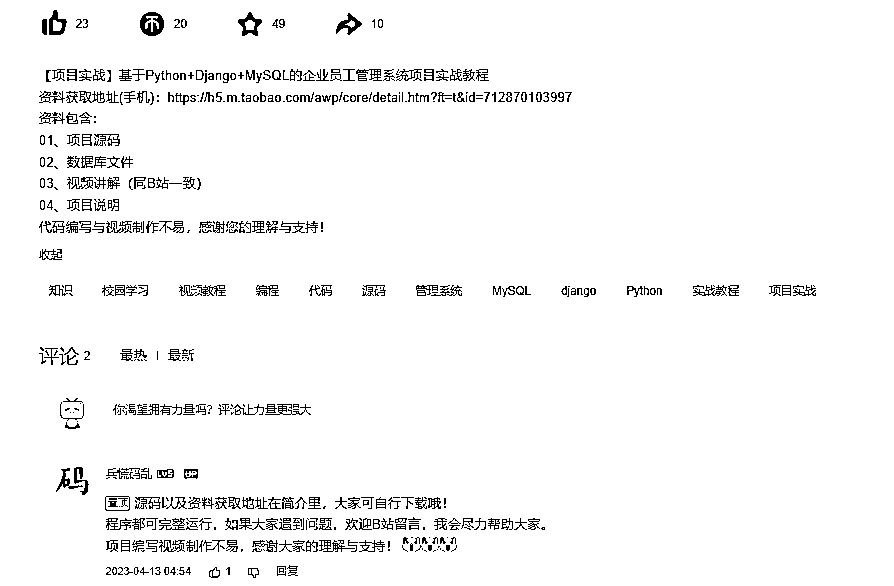 23 20 49 10
【项目实战】基于Python+Django+MySQL的企业员工管理系统项目实战教程
资料获取地址(手机)：https://h5.m.taobao.com/awp/core/detail.htm?ft=t&id=712870103997
资料包含：
01、项目源码
02、数据库文件
03、视频讲解（同B站一致）
04、项目说明
代码编写与视频制作不易，感谢您的理解与支持！
收起
知识 校园学习 视频教程 编程 代码 源码 管理系统 MySQL django Python 实战教程 项目实战
评论 2 最热 | 最新
你渴望拥有力量吗？评论让力量更强大
码 兵慌码乱 LV5 UP
置顶 源码以及资料获取地址在简介里，大家可自行下载哦！
程序都可完整运行，如果大家遇到问题，欢迎B站留言，我会尽力帮助大家。
项目编写视频制作不易，感谢大家的理解与支持！
2023-04-13 04:54 1 回复